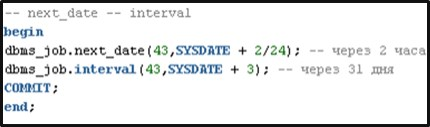 -- next_date -- interval
begin
dbms_job.next_date(43,SYSDATE + 2/24); -- через 2 часа
dbms_job.interval(43,SYSDATE + 3); -- через 31 дня
COMMIT;
end;